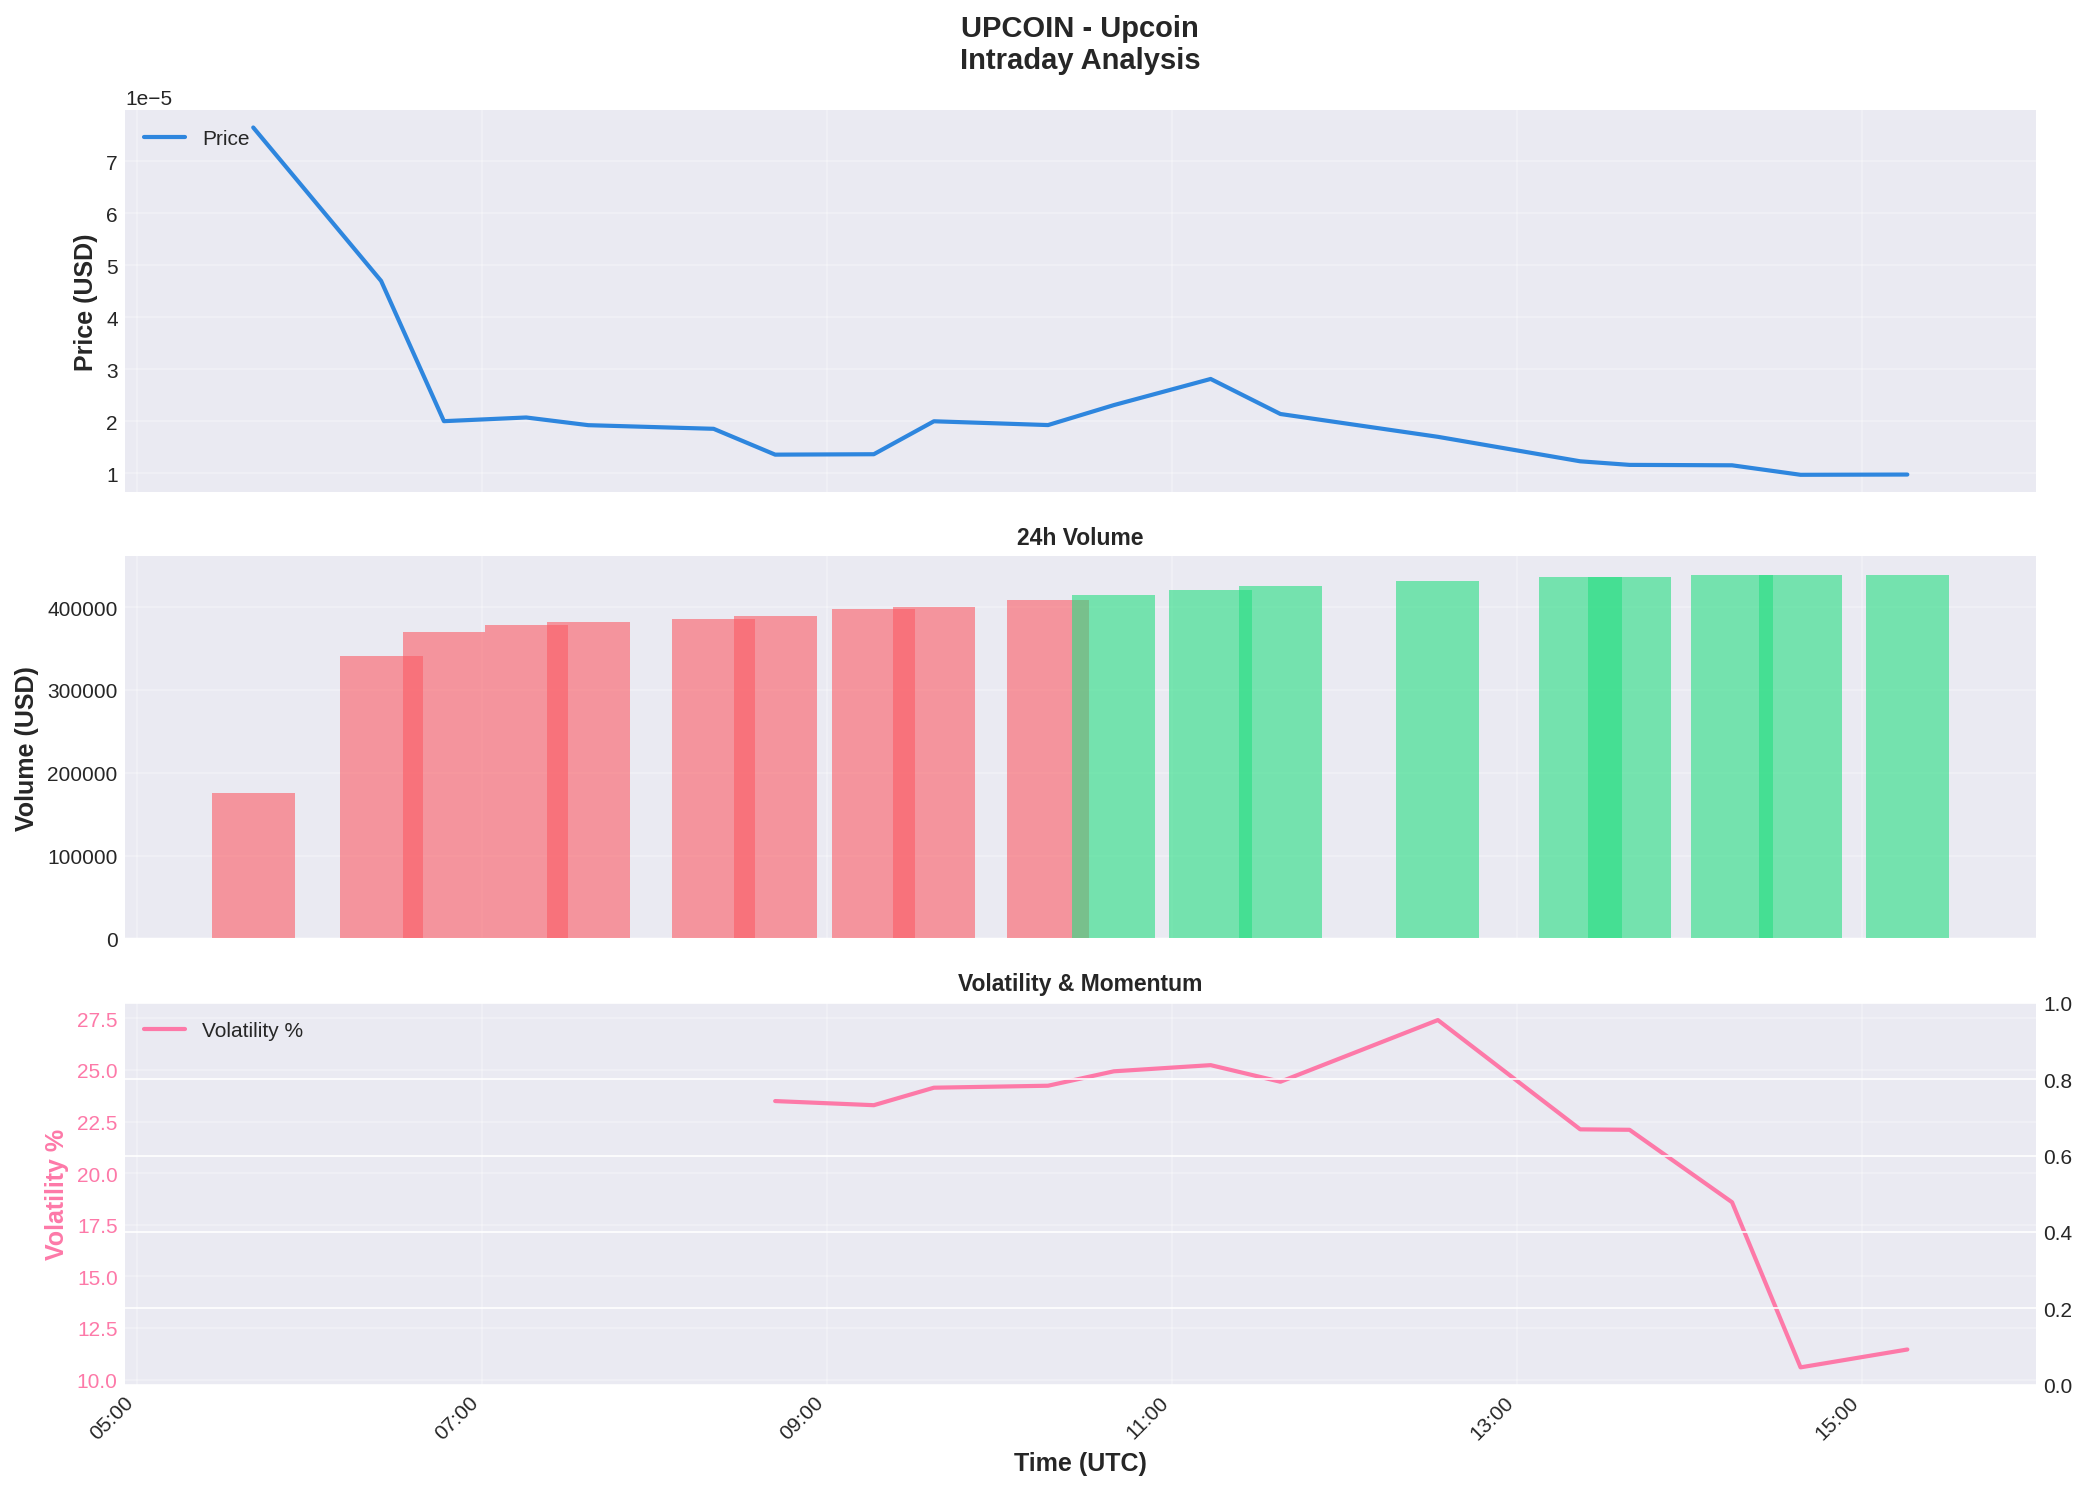 UPCOIN - Upcoin
Intraday Analysis
1e−5
Price
7
6
5
4
3
2
1
Price (USD)
24h Volume
400000
300000
200000
100000
0
Volume (USD)
Volatility & Momentum
Volatility %
27.5
25.0
22.5
20.0
17.5
15.0
12.5
10.0
Volatility %
1.0
0.8
0.6
0.4
0.2
0.0
05:00
07:00
09:00
11:00
13:00
15:00
Time (UTC)